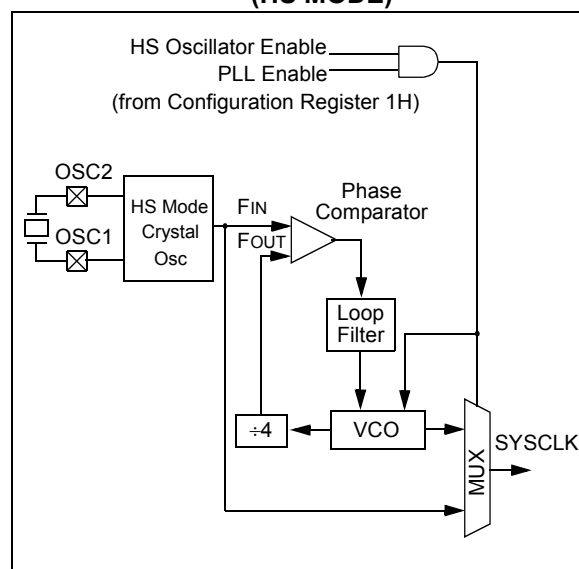 (HS MODE)
HS Oscillator Enable
PLL Enable
(from Configuration Register 1H)
OSC2
OSC1
HS Mode
Crystal
Osc
FIN
FOUT
Phase
Comparator
Loop
Filter
÷4
VCO
MUX
SYSCLK